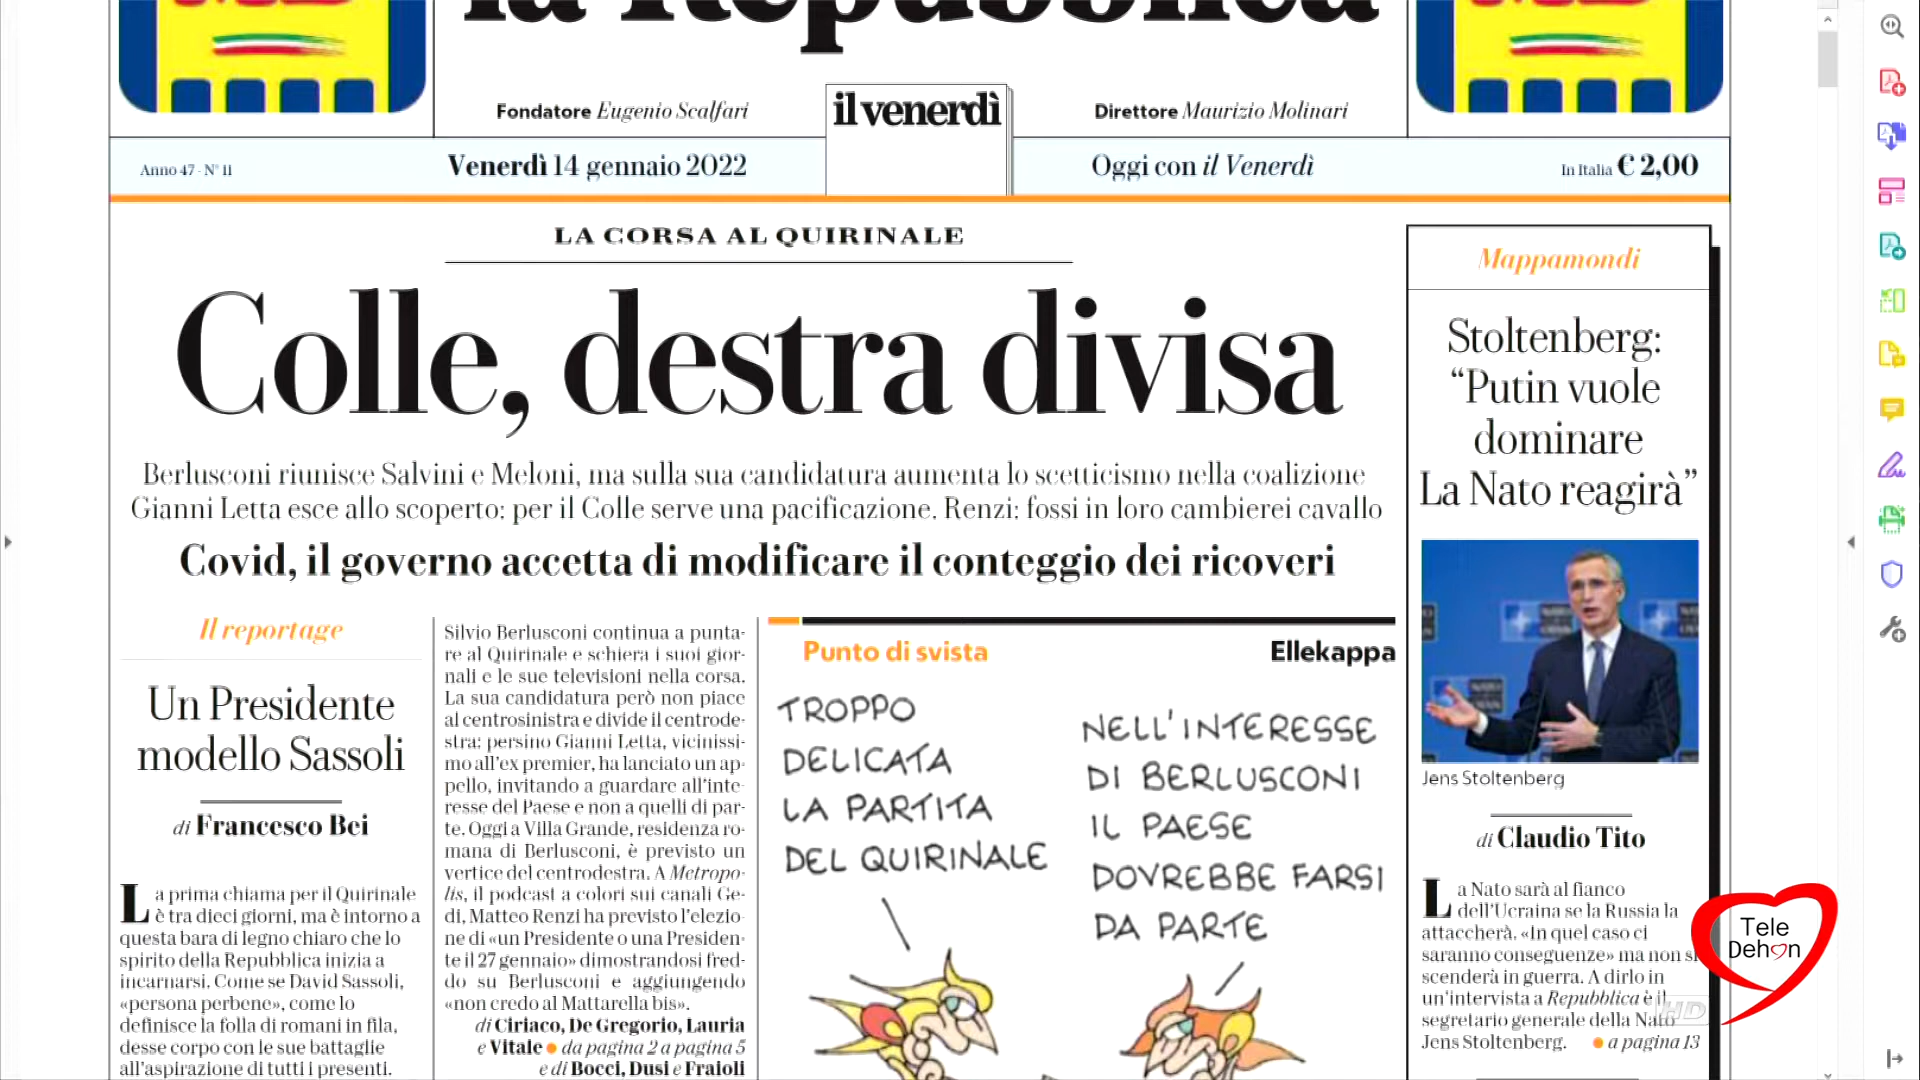 la Repubblica
Fondatore Eugenio Scalfari
il venerdì
Direttore Maurizio Molinari
Anno 47 - N° 11
Venerdì 14 gennaio 2022
Oggi con il Venerdì
In Italia € 2,00
LA CORSA AL QUIRINALE
Colle, destra divisa
Berlusconi riunisce Salvini e Meloni, ma sulla sua candidatura aumenta lo scetticismo nella coalizione
Gianni Letta esce allo scoperto: per il Colle serve una pacificazione. Renzi: fossi in loro cambierei cavallo
Covid, il governo accetta di modificare il conteggio dei ricoveri
Il reportage
Un Presidente
modello Sassoli
di Francesco Bei
La prima chiama per il Quirinale
è tra dieci giorni, ma è intorno a
questa bara di legno chiaro che lo
spirito della Repubblica inizia a
incarnarsi. Come se David Sassoli,
«persona perbene», come lo
definisce la folla di romani in fila,
desse corpo con le sue battaglie
all'aspirazione di tutti i presenti.
Silvio Berlusconi continua a punta-
re al Quirinale e schiera i suoi gior-
nali e le sue televisioni nella corsa.
La sua candidatura però non piace
al centrosinistra e divide il centrode-
stra: persino Gianni Letta, vicinissi-
mo all'ex premier, ha lanciato un ap-
pello, invitando a guardare all'inte-
resse del Paese e non a quelli di par-
te. Oggi a Villa Grande, residenza ro-
mana di Berlusconi, è previsto un
vertice del centrodestra. A Metropo-
lis, il podcast a colori sui canali Ge-
di, Matteo Renzi ha previsto l'elezio-
ne di «un Presidente o una Presiden-
te il 27 gennaio» dimostrandosi fred-
do su Berlusconi e aggiungendo
«non credo al Mattarella bis».
di Ciriaco, De Gregorio, Lauria
e Vitale ● da pagina 2 a pagina 5
e di Bocci, Dusi e Fraioli
Punto di svista
Ellekappa
TROPPO
DELICATA
LA PARTITA
DEL QUIRINALE
NELL'INTERESSE
DI BERLUSCONI
IL PAESE
DOVREBBE FARSI
DA PARTE
Mappamondi
Stoltenberg:
“Putin vuole
dominare
La Nato reagirà”
Jens Stoltenberg
di Claudio Tito
La Nato sarà al fianco
dell'Ucraina se la Russia la
attaccherà. «In quel caso ci
saranno conseguenze» ma non si
scenderà in guerra. A dirlo in
un'intervista a Repubblica è il
segretario generale della Nato
Jens Stoltenberg. ● a pagina 13
Tele
Dehon
HD